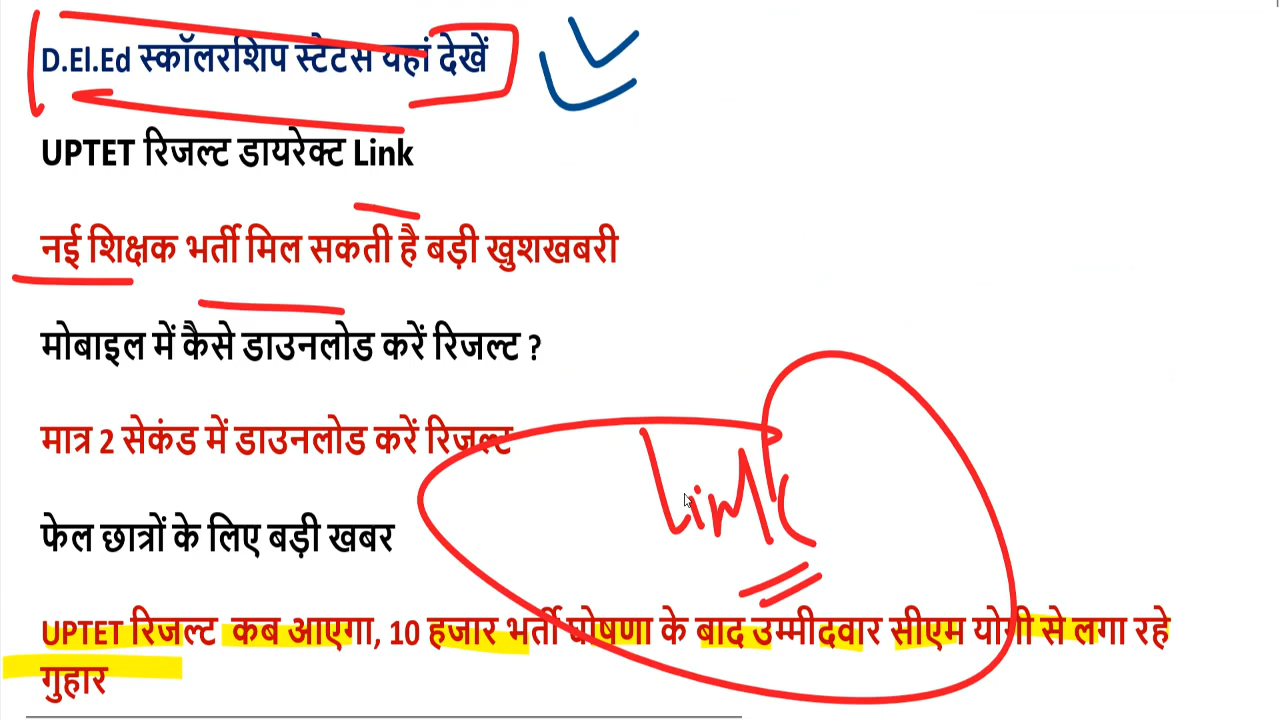 D.El.Ed स्कॉलरशिप स्टेटस यहां देखें
UPTET रिजल्ट डायरेक्ट Link
नई शिक्षक भर्ती मिल सकती है बड़ी खुशखबरी
मोबाइल में कैसे डाउनलोड करें रिजल्ट ?
मात्र 2 सेकंड में डाउनलोड करें रिजल्ट
Link
फेल छात्रों के लिए बड़ी खबर
UPTET रिजल्ट कब आएगा, 10 हजार भर्ती घोषणा के बाद उम्मीदवार सीएम योगी से लगा रहे
गुहार